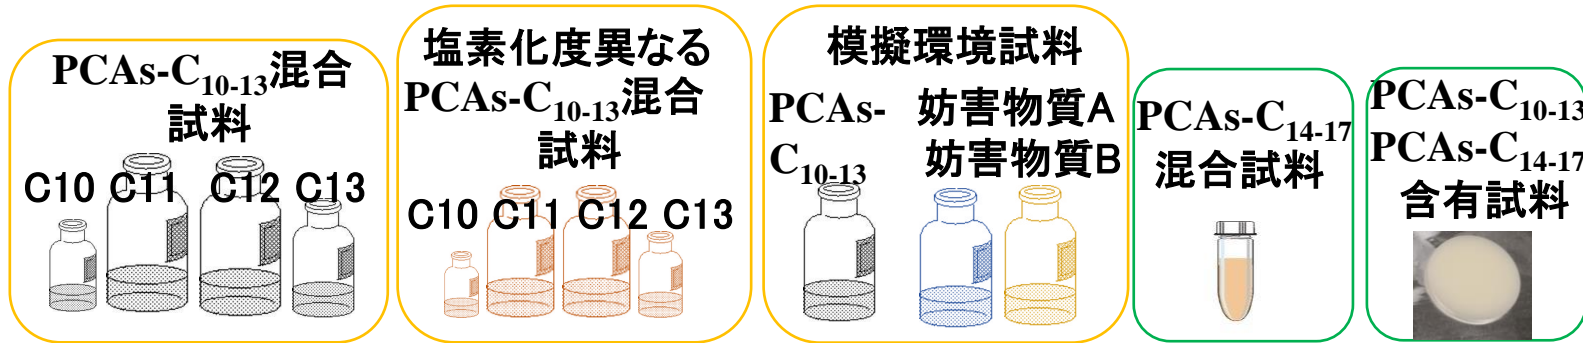 PCAs-C10-13混合
試料
C10 C11 C12 C13
塩素化度異なる
PCAs-C10-13混合
試料
C10 C11 C12 C13
模擬環境試料
PCAs-
C10-13
妨害物質A
妨害物質B
PCAs-C14-17
混合試料
PCAs-C10-13
PCAs-C14-17
含有試料